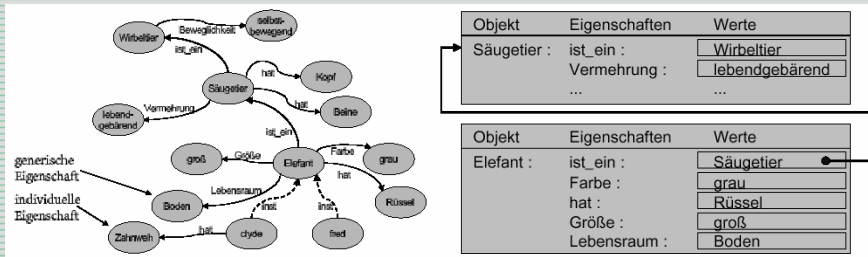 Wirbeltier
Beweglichkeit
selbst-
bewegend
ist_ein
Säugetier
hat
Kopf
hat
Beine
lebend-
gebärend
Vermehrung
ist_ein
groß
Größe
Elefant
Farbe
grau
generische
Eigenschaft
Lebensraum
hat
Boden
Rüssel
individuelle
Eigenschaft
inst
inst
Zahnweh
hat
clyde
fred
Objekt Eigenschaften Werte
Säugetier : ist_ein : Wirbeltier
Vermehrung : lebendgebärend
... ...
Objekt Eigenschaften Werte
Elefant : ist_ein : Säugetier
Farbe : grau
hat : Rüssel
Größe : groß
Lebensraum : Boden